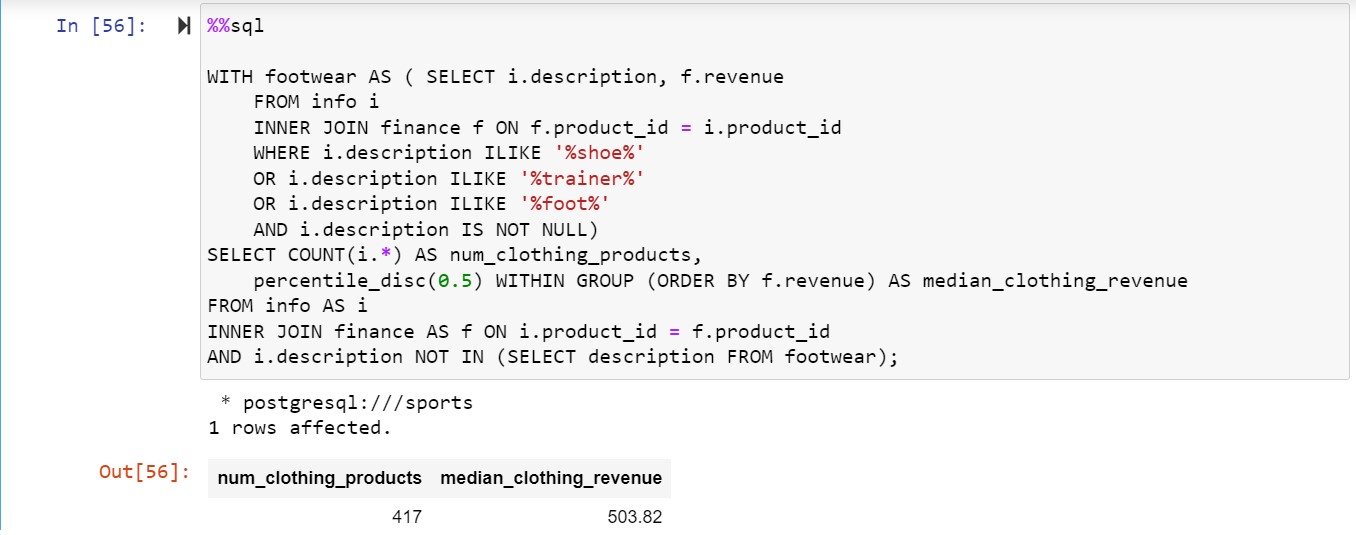 In [56]: %%sql
WITH footwear AS ( SELECT i.description, f.revenue
FROM info i
INNER JOIN finance f ON f.product_id = i.product_id
WHERE i.description ILIKE '%shoe%'
OR i.description ILIKE '%trainer%'
OR i.description ILIKE '%foot%'
AND i.description IS NOT NULL)
SELECT COUNT(i.*) AS num_clothing_products,
percentile_disc(0.5) WITHIN GROUP (ORDER BY f.revenue) AS median_clothing_revenue
FROM info AS i
INNER JOIN finance AS f ON i.product_id = f.product_id
AND i.description NOT IN (SELECT description FROM footwear);
* postgresql:///sports
1 rows affected.
Out[56]: num_clothing_products median_clothing_revenue
417 503.82